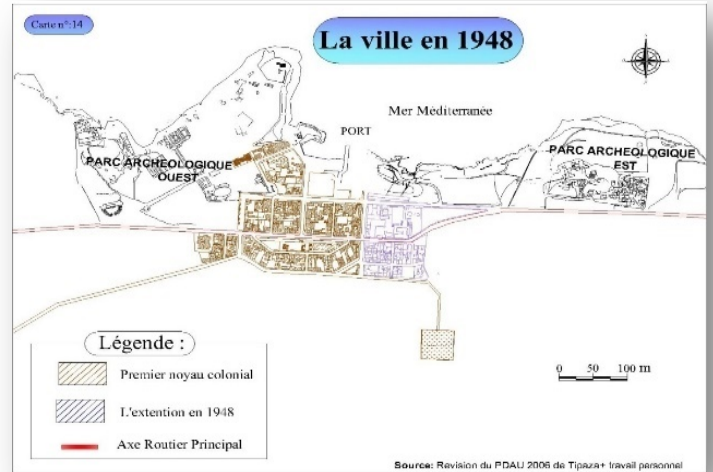 Carte n°:14
La ville en 1948
Mer Méditerranée
PORT
PARC ARCHEOLOGIQUE
OUEST
PARC ARCHEOLOGIQUE
EST
Légende :
Premier noyau colonial
L'extention en 1948
Axe Routier Principal
0 50 100 m
Source: Revision du PDAU 2006 de Tipaza+ travail personnel